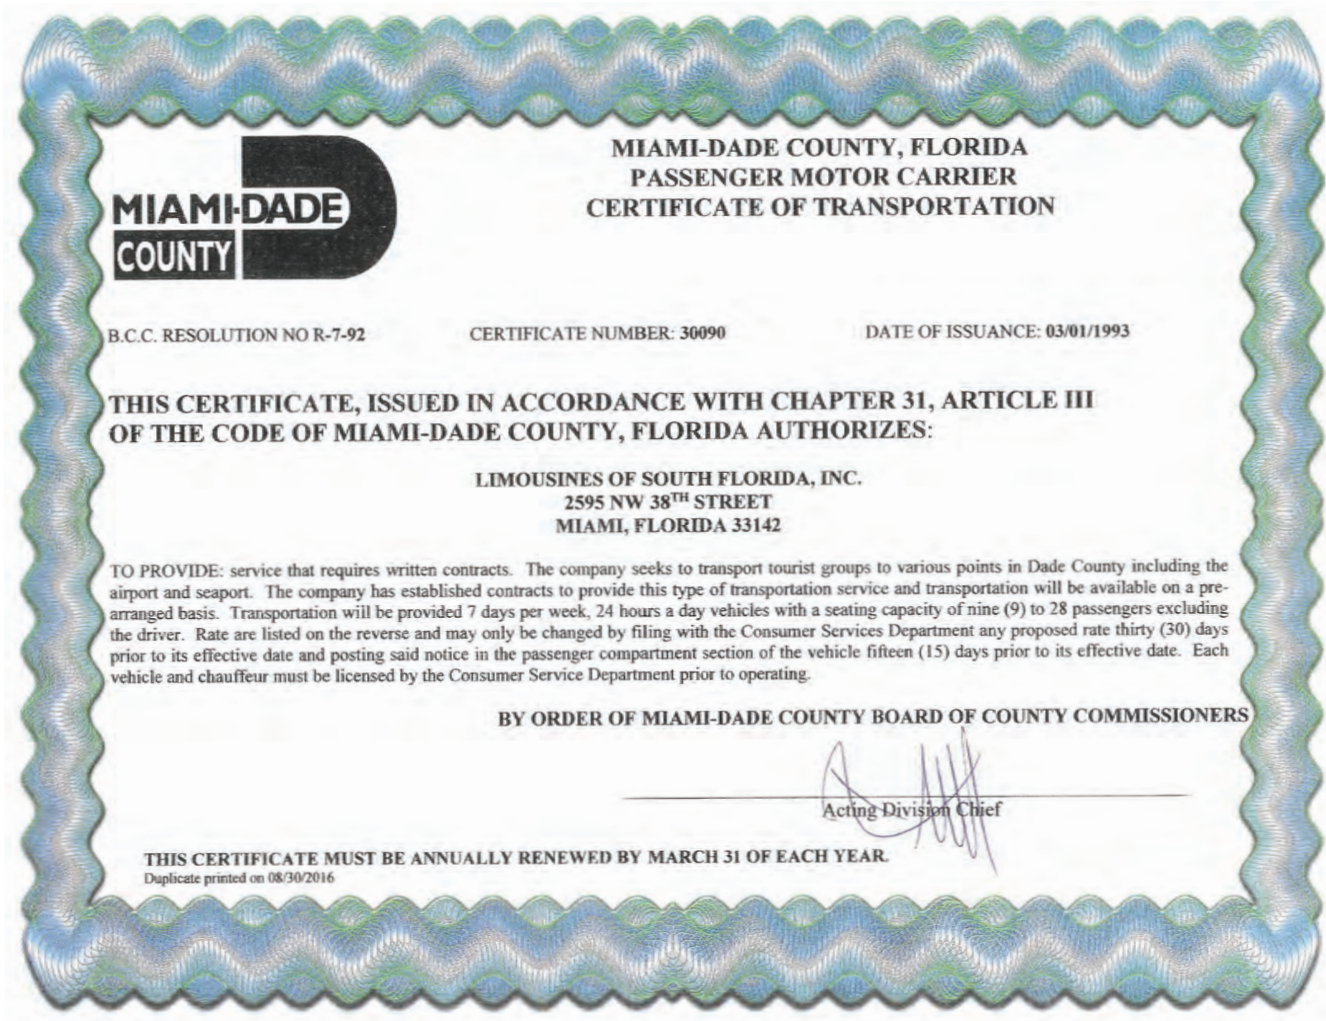 MIAMI-DADE
COUNTY
MIAMI-DADE COUNTY, FLORIDA
PASSENGER MOTOR CARRIER
CERTIFICATE OF TRANSPORTATION
B.C.C. RESOLUTION NO R-7-92 CERTIFICATE NUMBER: 30090 DATE OF ISSUANCE: 03/01/1993
THIS CERTIFICATE, ISSUED IN ACCORDANCE WITH CHAPTER 31, ARTICLE III
OF THE CODE OF MIAMI-DADE COUNTY, FLORIDA AUTHORIZES:
LIMOUSINES OF SOUTH FLORIDA, INC.
2595 NW 38TH STREET
MIAMI, FLORIDA 33142
TO PROVIDE: service that requires written contracts. The company seeks to transport tourist groups to various points in Dade County including the
airport and seaport. The company has established contracts to provide this type of transportation service and transportation will be available on a pre-
arranged basis. Transportation will be provided 7 days per week, 24 hours a day vehicles with a seating capacity of nine (9) to 28 passengers excluding
the driver. Rate are listed on the reverse and may only be changed by filing with the Consumer Services Department any proposed rate thirty (30) days
prior to its effective date and posting said notice in the passenger compartment section of the vehicle fifteen (15) days prior to its effective date. Each
vehicle and chauffeur must be licensed by the Consumer Service Department prior to operating.
BY ORDER OF MIAMI-DADE COUNTY BOARD OF COUNTY COMMISSIONERS
Acting Division Chief
THIS CERTIFICATE MUST BE ANNUALLY RENEWED BY MARCH 31 OF EACH YEAR.
Duplicate printed on 08/30/2016